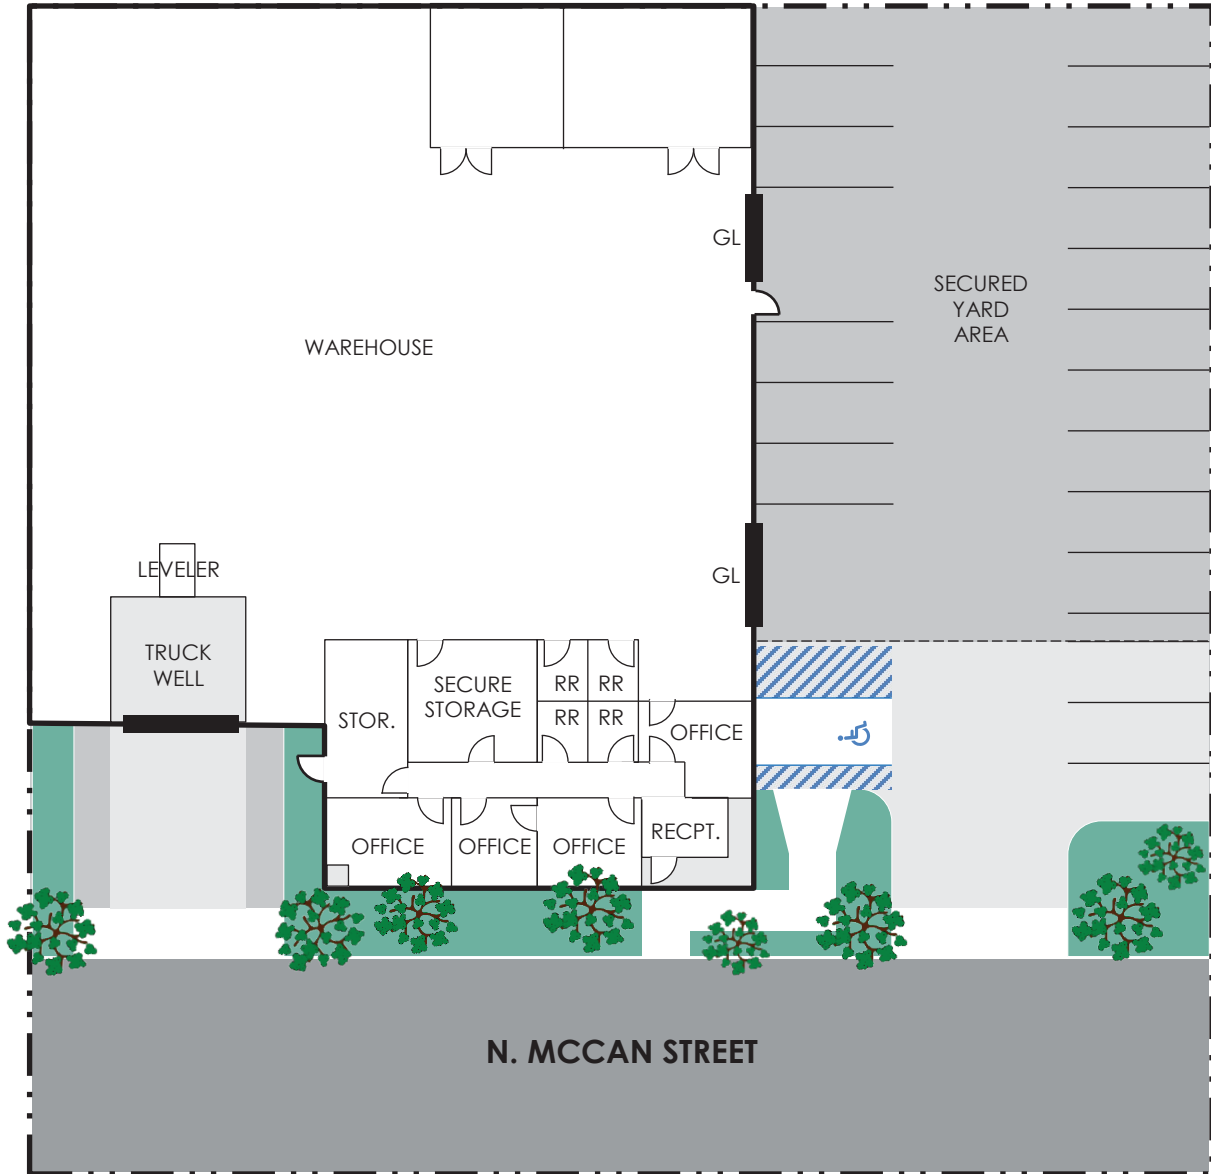 GL
SECURED
YARD
AREA
WAREHOUSE
LEVELER
GL
TRUCK
WELL
SECURE
STORAGE
RR
RR
RR
RR
STOR.
OFFICE
OFFICE
OFFICE
OFFICE
RECPT.
N. MCCAN STREET